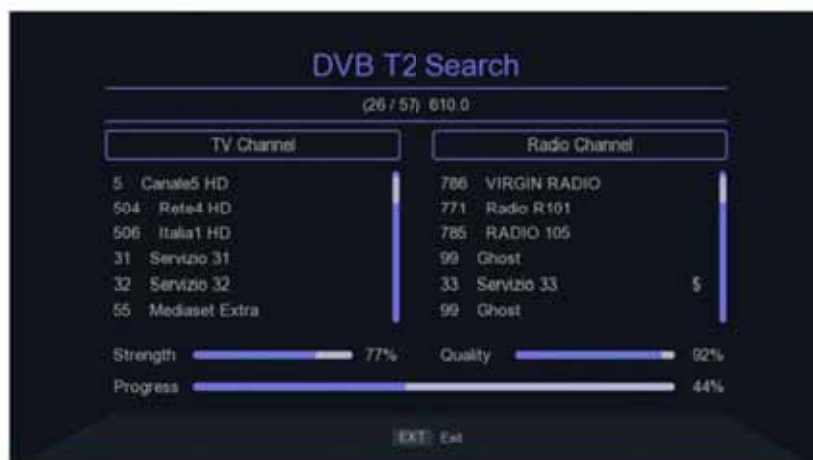 DVB T2 Search
(26 / 57) 610.0
TV Channel
5 Canale5 HD
504 Rete4 HD
506 Italia1 HD
31 Servizio 31
32 Servizio 32
55 Mediaset Extra
Radio Channel
786 VIRGIN RADIO
771 Radio R101
785 RADIO 105
99 Ghost
33 Servizio 33 $
99 Ghost
Strength 77%
Quality 92%
Progress 44%
EXT Exit